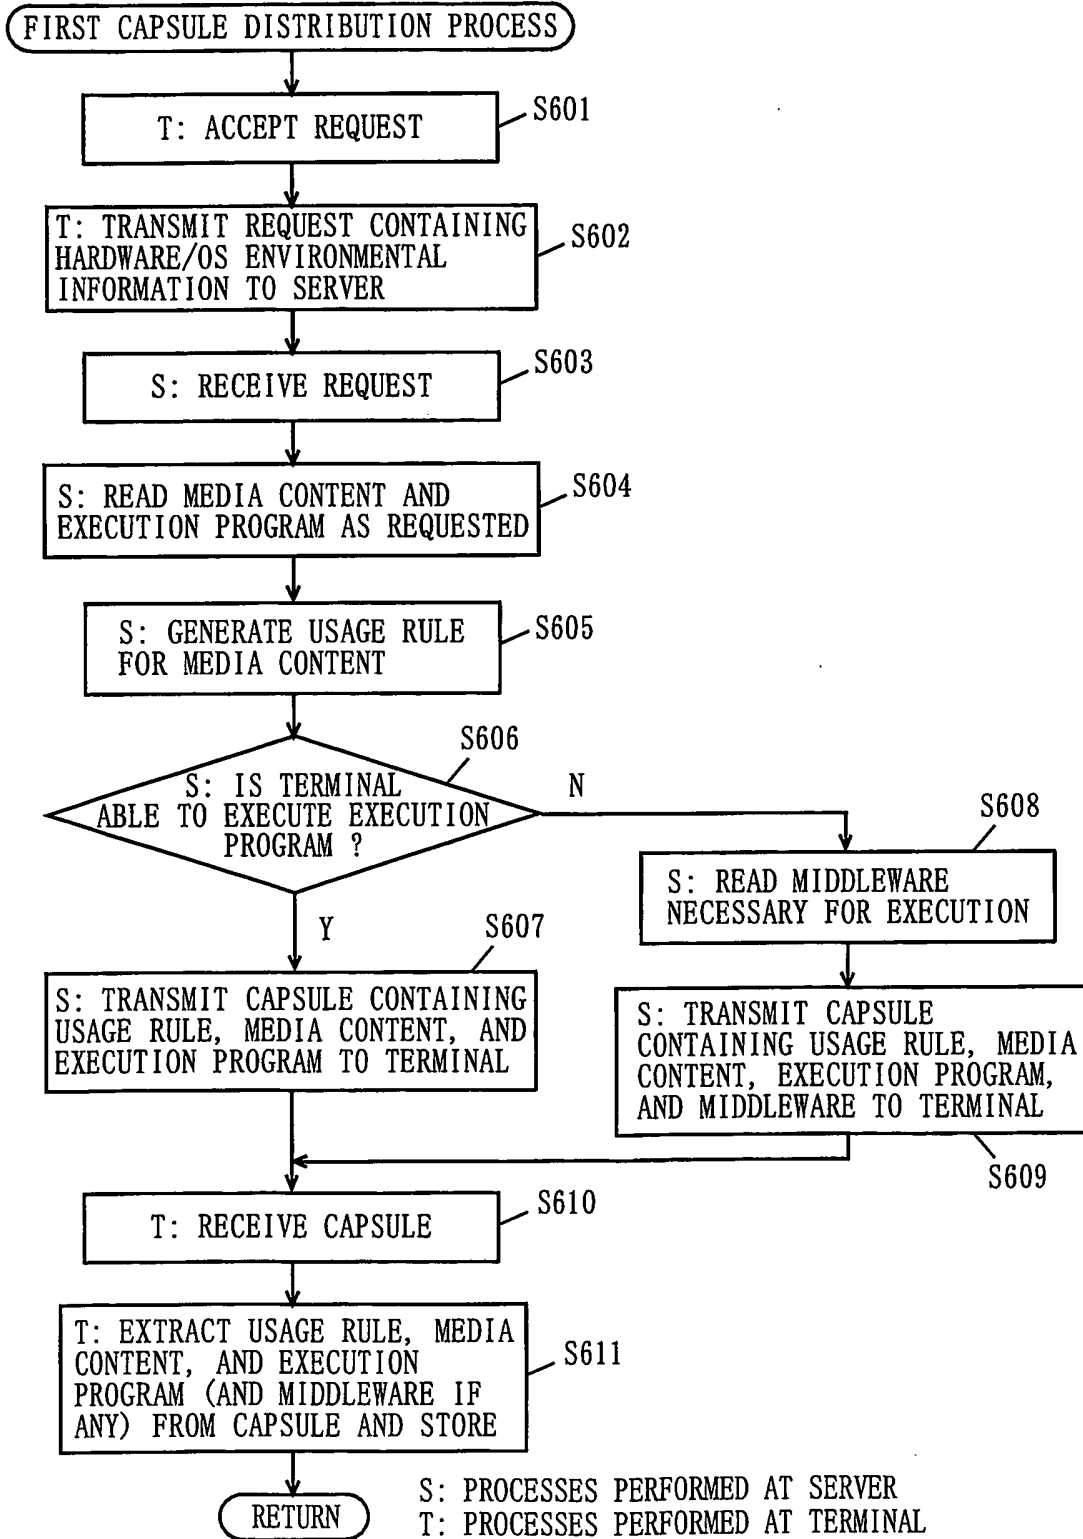 FIRST CAPSULE DISTRIBUTION PROCESS
T: ACCEPT REQUEST
S601
T: TRANSMIT REQUEST CONTAINING
HARDWARE/OS ENVIRONMENTAL
INFORMATION TO SERVER
S602
S: RECEIVE REQUEST
S603
S: READ MEDIA CONTENT AND
EXECUTION PROGRAM AS REQUESTED
S604
S: GENERATE USAGE RULE
FOR MEDIA CONTENT
S605
S: IS TERMINAL
ABLE TO EXECUTE EXECUTION
PROGRAM ?
S606
N
Y
S: TRANSMIT CAPSULE CONTAINING
USAGE RULE, MEDIA CONTENT, AND
EXECUTION PROGRAM TO TERMINAL
S607
S: READ MIDDLEWARE
NECESSARY FOR EXECUTION
S608
S: TRANSMIT CAPSULE
CONTAINING USAGE RULE, MEDIA
CONTENT, EXECUTION PROGRAM,
AND MIDDLEWARE TO TERMINAL
S609
T: RECEIVE CAPSULE
S610
T: EXTRACT USAGE RULE, MEDIA
CONTENT, AND EXECUTION
PROGRAM (AND MIDDLEWARE IF
ANY) FROM CAPSULE AND STORE
S611
RETURN
S: PROCESSES PERFORMED AT SERVER
T: PROCESSES PERFORMED AT TERMINAL